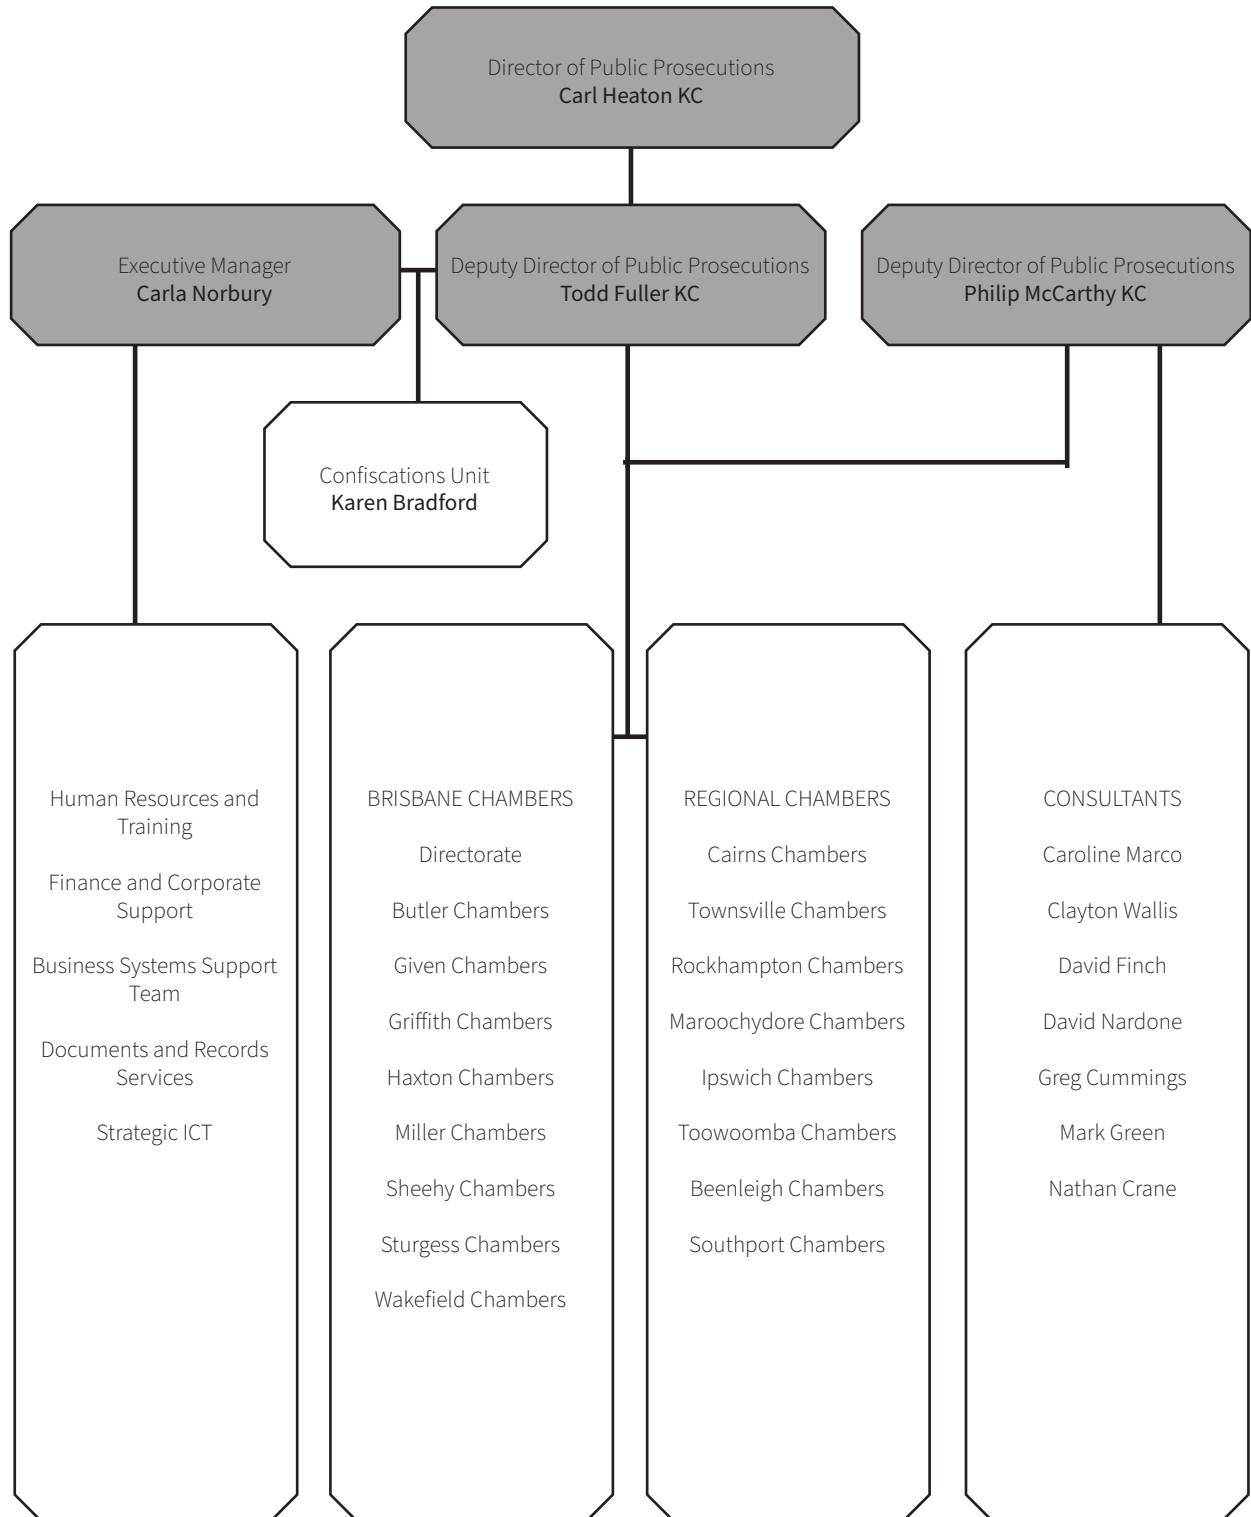 Director of Public Prosecutions
Carl Heaton KC
Executive Manager
Carla Norbury
Deputy Director of Public Prosecutions
Todd Fuller KC
Deputy Director of Public Prosecutions
Philip McCarthy KC
Confiscations Unit
Karen Bradford
Human Resources and
Training
Finance and Corporate
Support
Business Systems Support
Team
Documents and Records
Services
Strategic ICT
BRISBANE CHAMBERS
Directorate
Butler Chambers
Given Chambers
Griffith Chambers
Haxton Chambers
Miller Chambers
Sheehy Chambers
Sturgess Chambers
Wakefield Chambers
REGIONAL CHAMBERS
Cairns Chambers
Townsville Chambers
Rockhampton Chambers
Maroochydore Chambers
Ipswich Chambers
Toowoomba Chambers
Beenleigh Chambers
Southport Chambers
CONSULTANTS
Caroline Marco
Clayton Wallis
David Finch
David Nardone
Greg Cummings
Mark Green
Nathan Crane